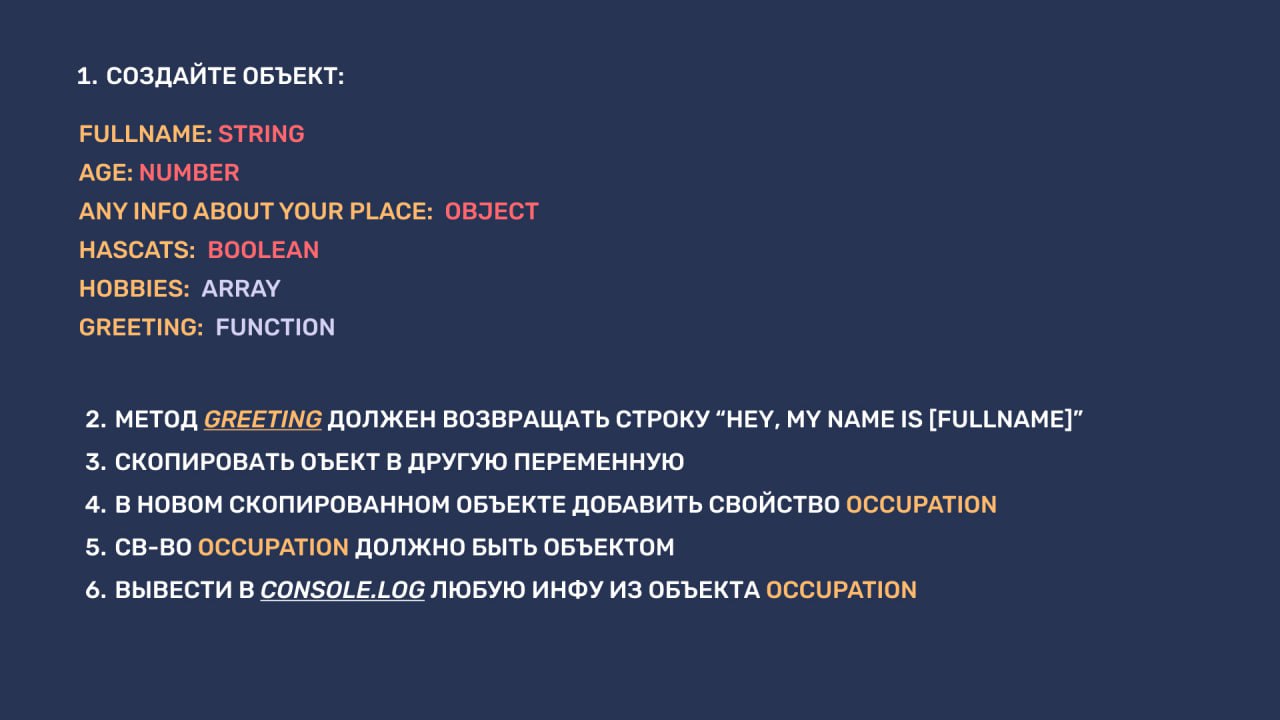 1. СОЗДАЙТЕ ОБЪЕКТ:
FULLNAME: STRING
AGE: NUMBER
ANY INFO ABOUT YOUR PLACE: OBJECT
HASCATS: BOOLEAN
HOBBIES: ARRAY
GREETING: FUNCTION
2. МЕТОД GREETING ДОЛЖЕН ВОЗВРАЩАТЬ СТРОКУ “HEY, MY NAME IS [FULLNAME]”
3. СКОПИРОВАТЬ ОЪЕКТ В ДРУГУЮ ПЕРЕМЕННУЮ
4. В НОВОМ СКОПИРОВАННОМ ОБЪЕКТЕ ДОБАВИТЬ СВОЙСТВО OCCUPATION
5. СВ-ВО OCCUPATION ДОЛЖНО БЫТЬ ОБЪЕКТОМ
6. ВЫВЕСТИ В CONSOLE.LOG ЛЮБУЮ ИНФУ ИЗ ОБЪЕКТА OCCUPATION